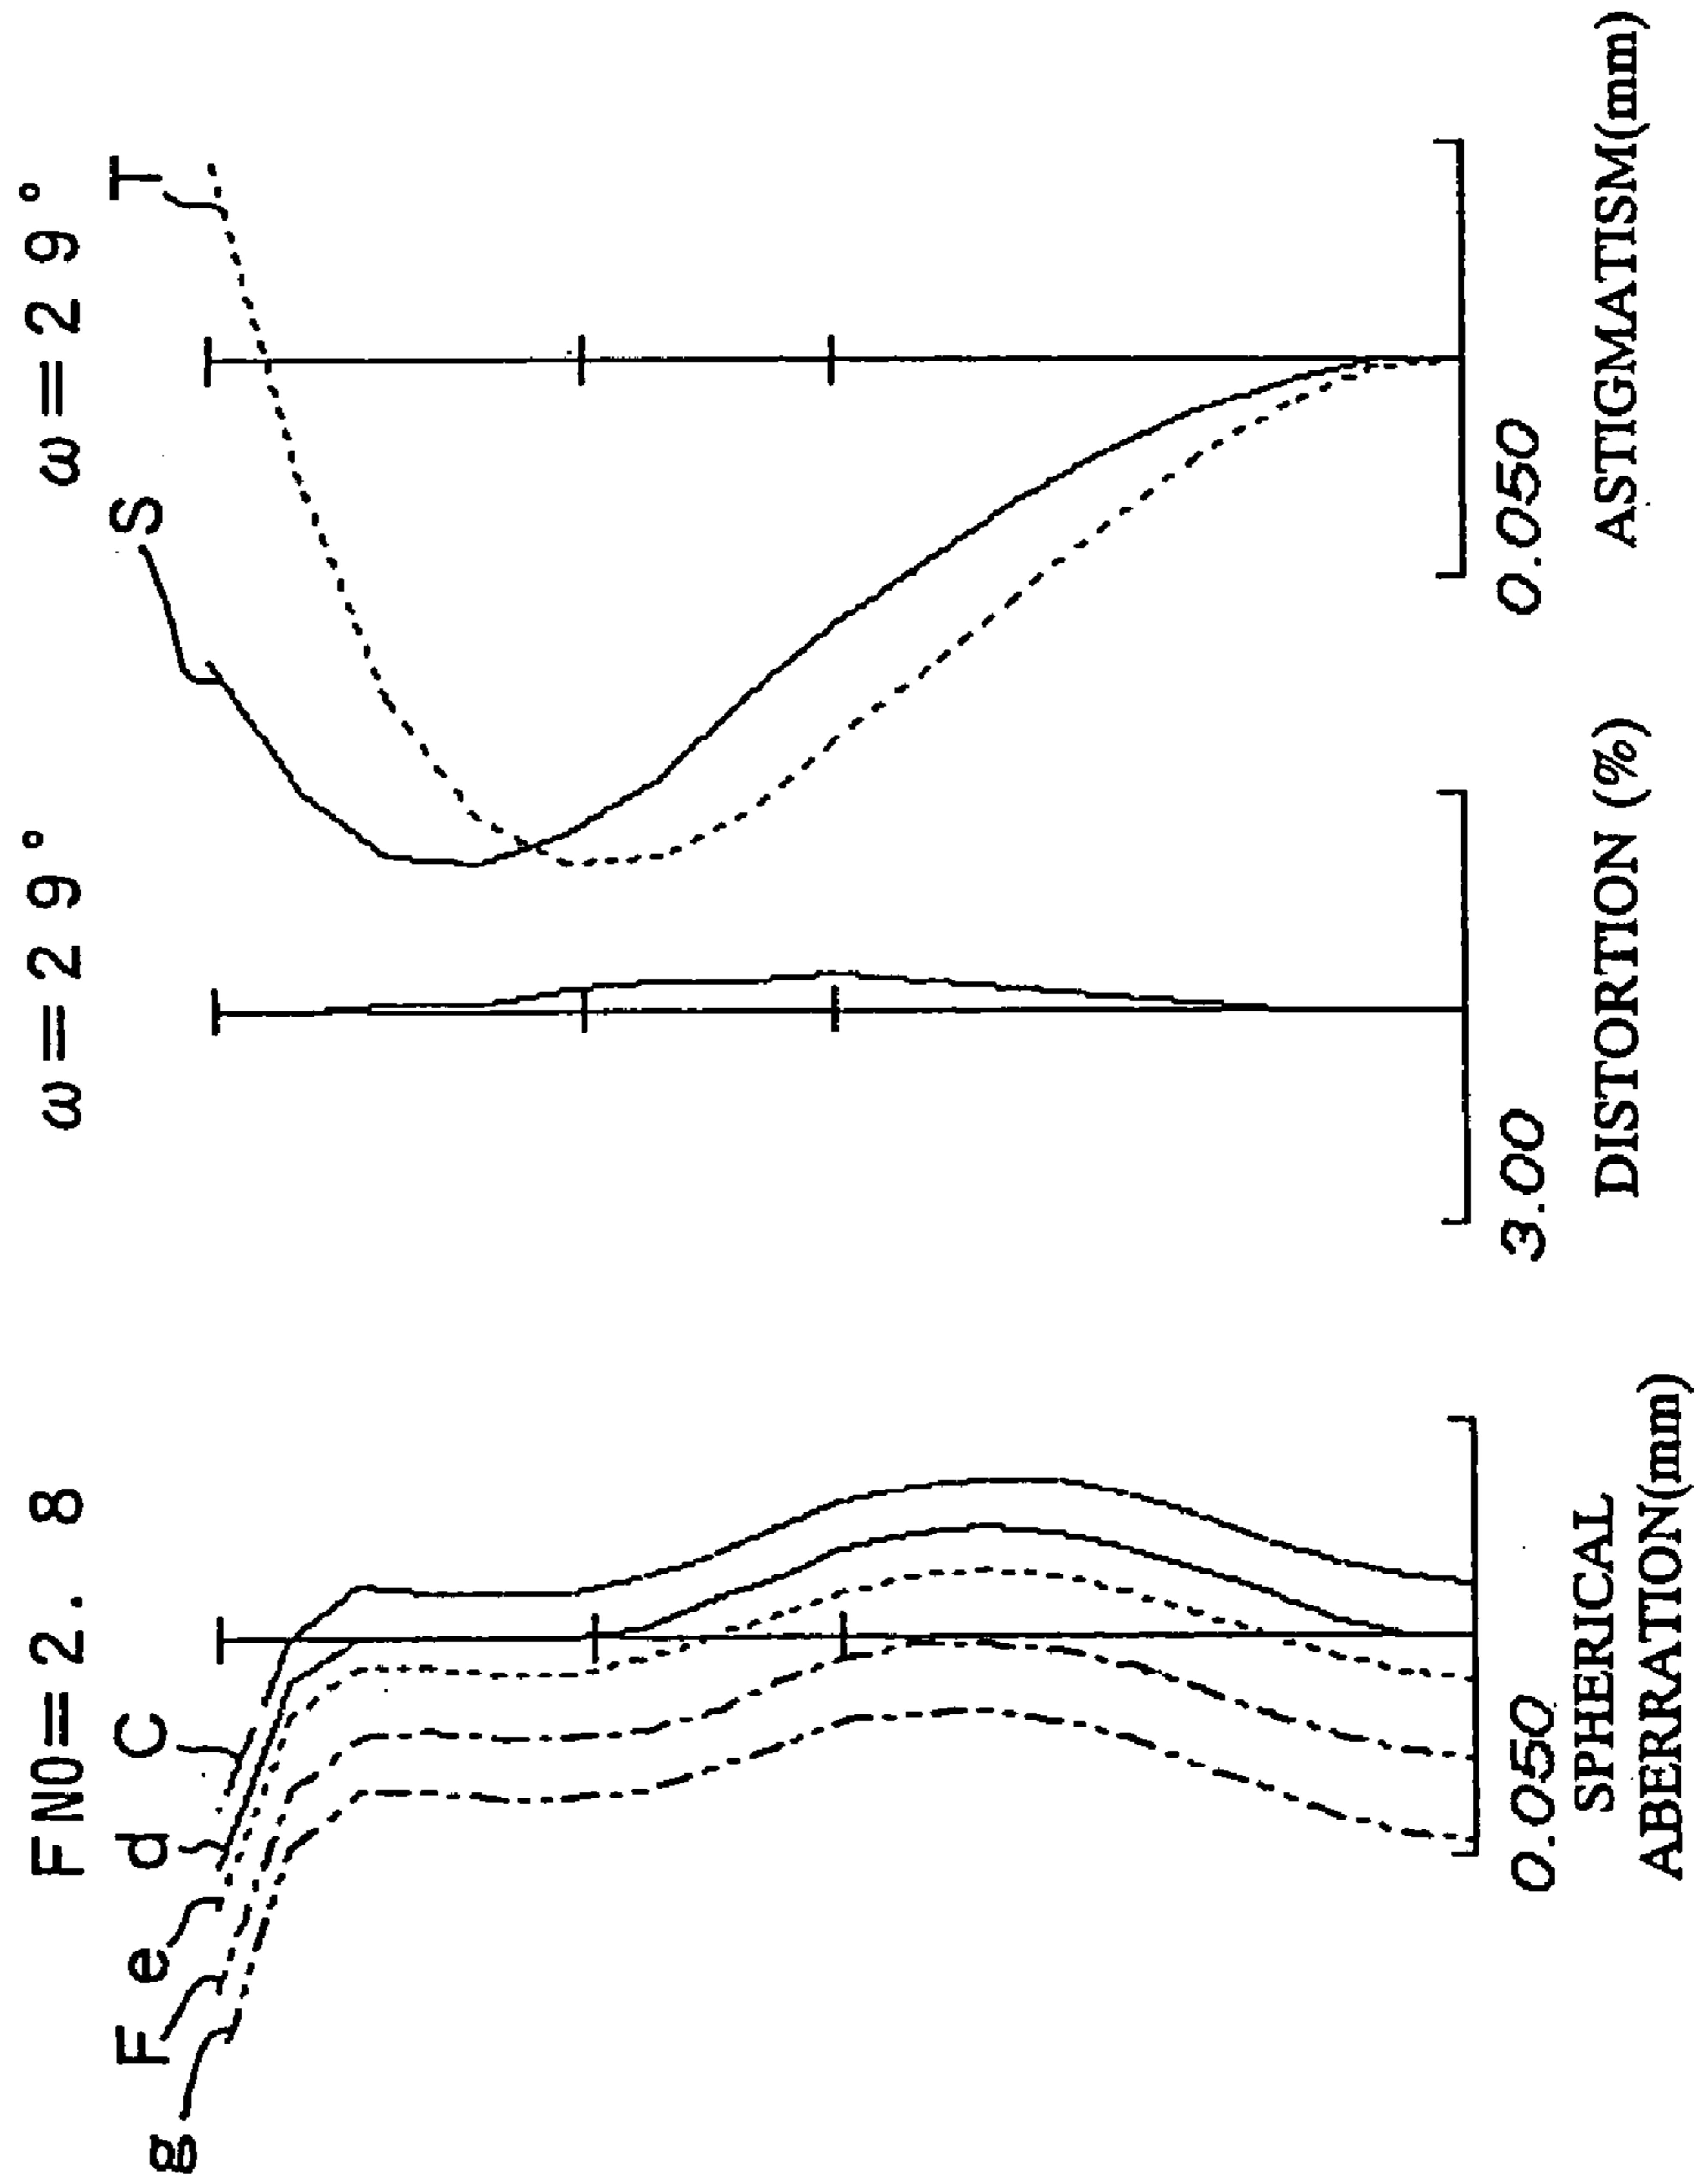 FNO=2.8
g
F
e
d
C
0.050
SPHERICAL
ABERRATION(mm)
ω=29°
3.00
DISTORTION (%)
ω=29°
S
T
0.050
ASTIGMATISM(mm)